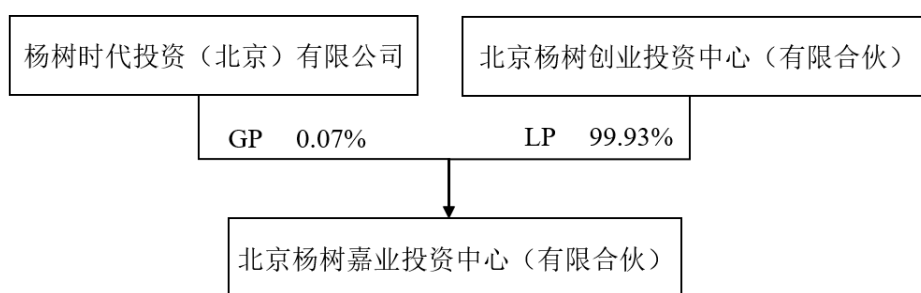 杨树时代投资（北京）有限公司
北京杨树创业投资中心（有限合伙）
GP 0.07%
LP 99.93%
北京杨树嘉业投资中心（有限合伙）